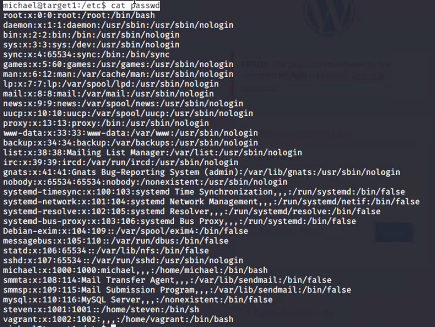 michael@target1:/etc$ cat passwd
root:x:0:0:root:/root:/bin/bash
daemon:x:1:1:daemon:/usr/sbin:/usr/sbin/nologin
bin:x:2:2:bin:/bin:/usr/sbin/nologin
sys:x:3:3:sys:/dev:/usr/sbin/nologin
sync:x:4:65534:sync:/bin:/bin/sync
games:x:5:60:games:/usr/games:/usr/sbin/nologin
man:x:6:12:man:/var/cache/man:/usr/sbin/nologin
lp:x:7:7:lp:/var/spool/lpd:/usr/sbin/nologin
mail:x:8:8:mail:/var/mail:/usr/sbin/nologin
news:x:9:9:news:/var/spool/news:/usr/sbin/nologin
uucp:x:10:10:uucp:/var/spool/uucp:/usr/sbin/nologin
proxy:x:13:13:proxy:/bin:/usr/sbin/nologin
www-data:x:33:33:www-data:/var/www:/usr/sbin/nologin
backup:x:34:34:backup:/var/backups:/usr/sbin/nologin
list:x:38:38:Mailing List Manager:/var/list:/usr/sbin/nologin
irc:x:39:39:ircd:/var/run/ircd:/usr/sbin/nologin
gnats:x:41:41:Gnats Bug-Reporting System (admin):/var/lib/gnats:/usr/sbin/nologin
nobody:x:65534:65534:nobody:/nonexistent:/usr/sbin/nologin
systemd-timesync:x:100:103:systemd Time Synchronization,,,:/run/systemd:/bin/false
systemd-network:x:101:104:systemd Network Management,,,:/run/systemd/netif:/bin/false
systemd-resolve:x:102:105:systemd Resolver,,,:/run/systemd/resolve:/bin/false
systemd-bus-proxy:x:103:106:systemd Bus Proxy,,,:/run/systemd:/bin/false
Debian-exim:x:104:109::/var/spool/exim4:/bin/false
messagebus:x:105:110::/var/run/dbus:/bin/false
statd:x:106:65534::/var/lib/nfs:/bin/false
sshd:x:107:65534::/var/run/sshd:/usr/sbin/nologin
michael:x:1000:1000:michael,,,:/home/michael:/bin/bash
smmta:x:108:114:Mail Transfer Agent,,,:/var/lib/sendmail:/bin/false
smmsp:x:109:115:Mail Submission Program,,,:/var/lib/sendmail:/bin/false
mysql:x:110:116:MySQL Server,,,:/nonexistent:/bin/false
steven:x:1001:1001::/home/steven:/bin/sh
vagrant:x:1002:1002:,,,:/home/vagrant:/bin/bash